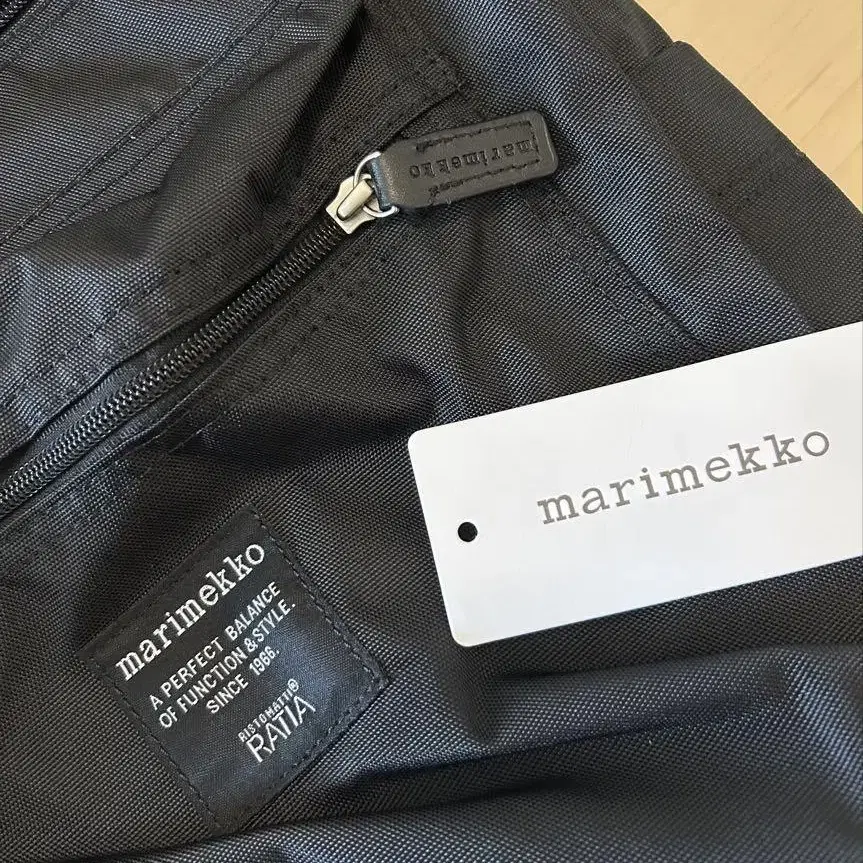 marimekko
marimekko
marimekko
A PERFECT BALANCE
OF FUNCTION & STYLE.
SINCE 1966.
RISTOMATTI®
RATIA